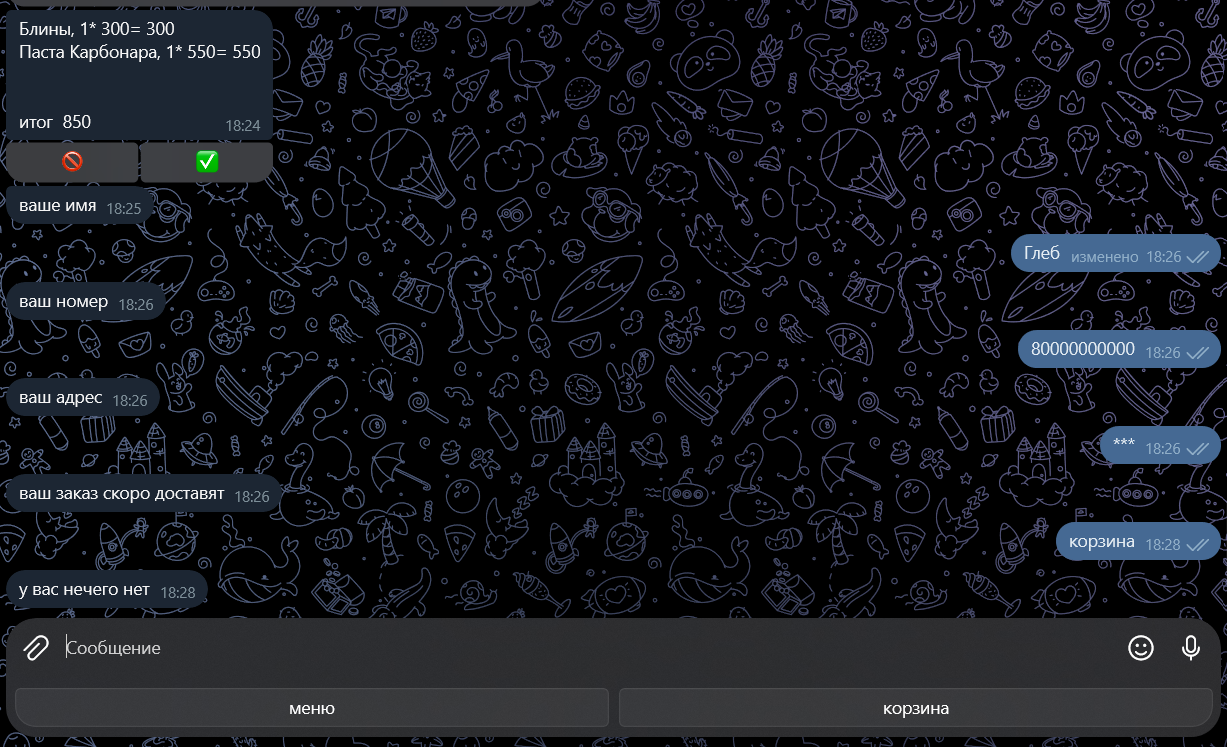 Блины, 1* 300= 300
Паста Карбонара, 1* 550= 550
итог 850 18:24
ваше имя 18:25
Глеб изменено 18:26
ваш номер 18:26
80000000000 18:26
ваш адрес 18:26
*** 18:26
ваш заказ скоро доставят 18:26
корзина 18:28
у вас нечего нет 18:28
Сообщение
меню корзина